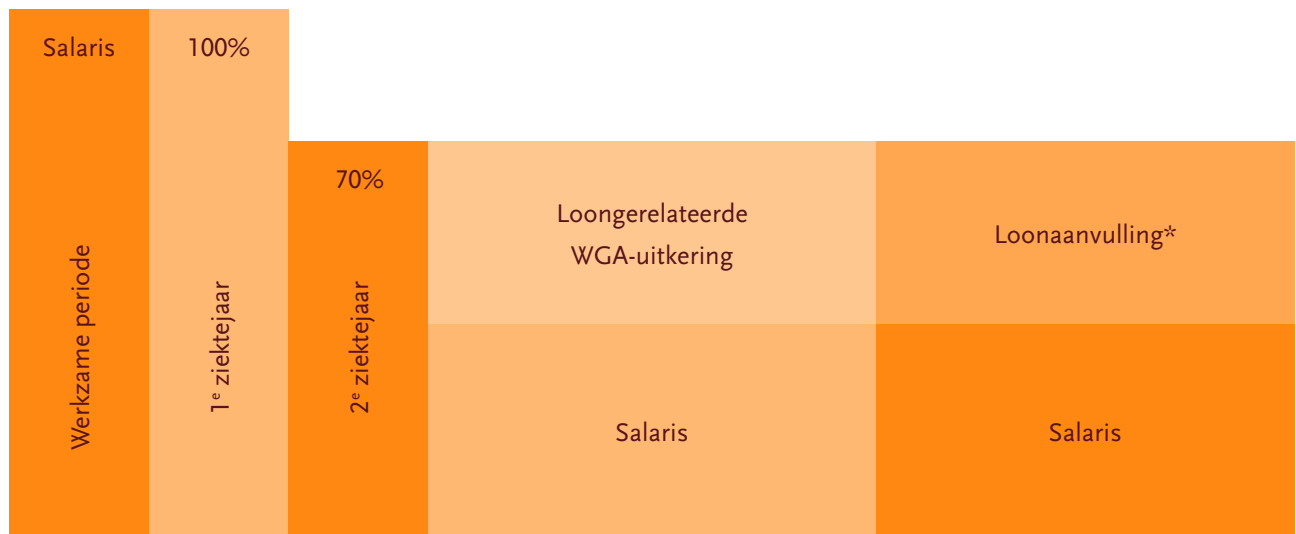 Salaris
Werkzame periode
100%
1e ziektejaar
70%
2e ziektejaar
Loongerelateerde
WGA-uitkering
Salaris
Loonaanvulling*
Salaris